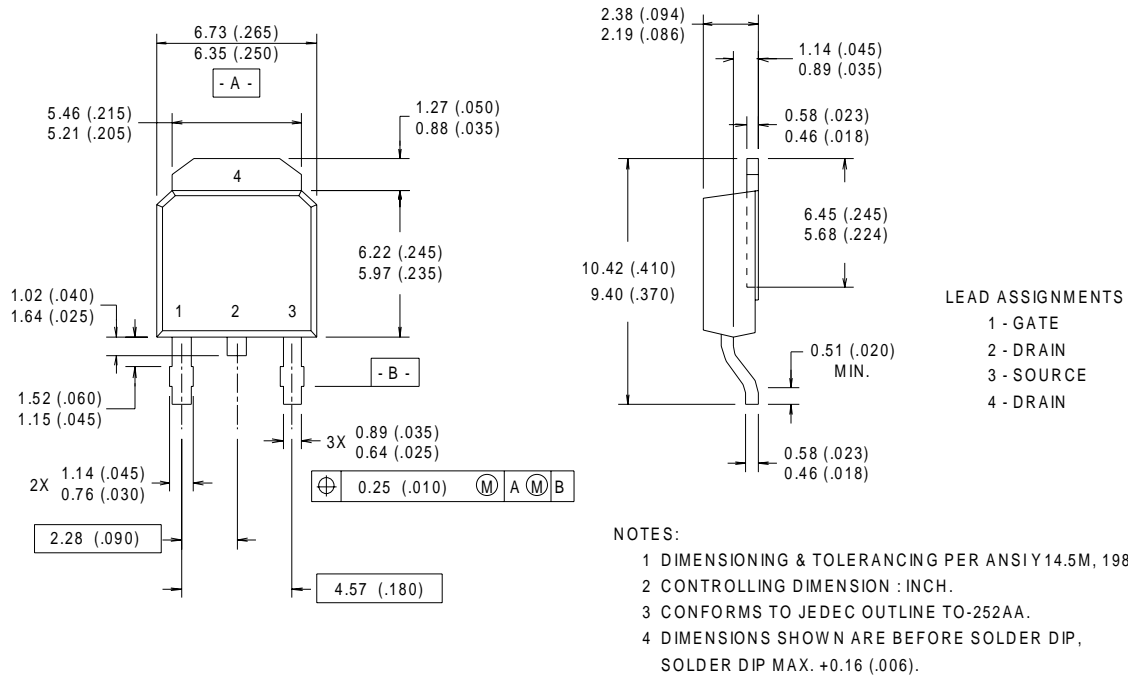 6.73 (.265)
6.35 (.250)
- A -
5.46 (.215)
5.21 (.205)
1.27 (.050)
0.88 (.035)
4
6.22 (.245)
5.97 (.235)
1.02 (.040)
1.64 (.025)
1 2 3
- B -
1.52 (.060)
1.15 (.045)
3X 0.89 (.035)
0.64 (.025)
2X 1.14 (.045)
0.76 (.030)
⌖ 0.25 (.010) Ⓜ A Ⓜ B
2.28 (.090)
4.57 (.180)
2.38 (.094)
2.19 (.086)
1.14 (.045)
0.89 (.035)
0.58 (.023)
0.46 (.018)
6.45 (.245)
5.68 (.224)
10.42 (.410)
9.40 (.370)
0.51 (.020)
MIN.
0.58 (.023)
0.46 (.018)
LEAD ASSIGNMENTS
1 - GATE
2 - DRAIN
3 - SOURCE
4 - DRAIN
NOTES:
1 DIMENSIONING & TOLERANCING PER ANSI Y14.5M, 198
2 CONTROLLING DIMENSION : INCH.
3 CONFORMS TO JEDEC OUTLINE TO-252AA.
4 DIMENSIONS SHOWN ARE BEFORE SOLDER DIP,
SOLDER DIP MAX. +0.16 (.006).